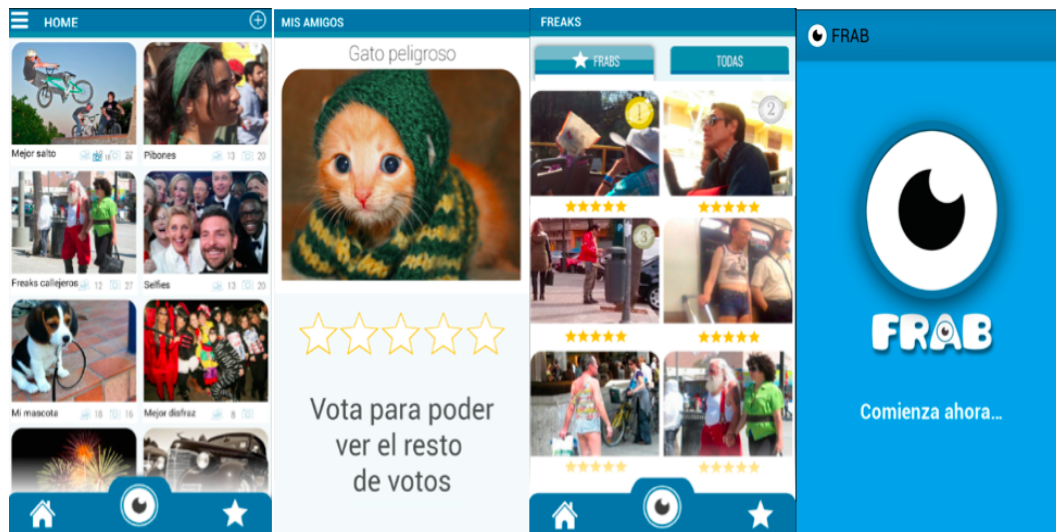 HOME
Mejor salto
Pibones 13 20
Freaks callejeros 12 27
Selfies 13 20
Mi mascota 18 16
Mejor disfraz 8
MIS AMIGOS
Gato peligroso
Vota para poder
ver el resto
de votos
FREAKS
FRABS
TODAS
1
2
3
FRAB
FRAB
Comienza ahora...